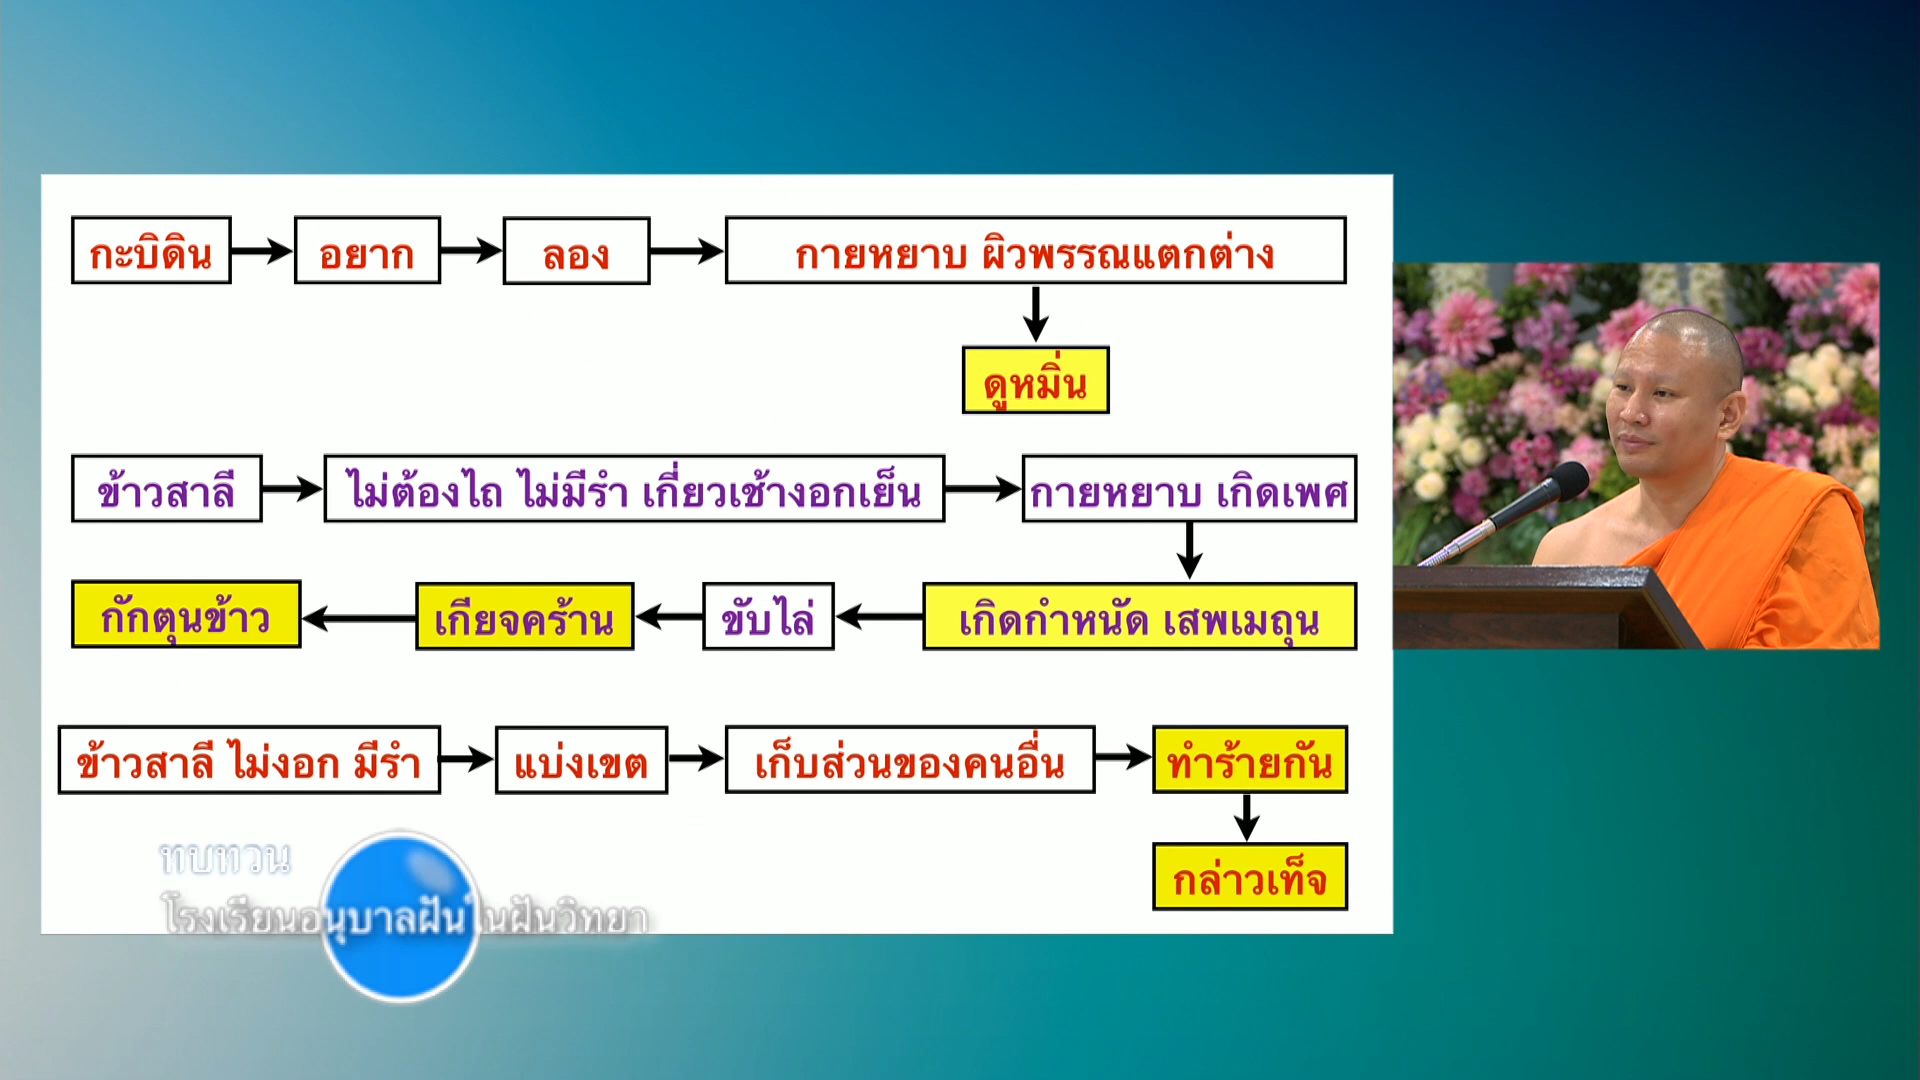 กะบิดิน อยาก ลอง กายหยาบ ผิวพรรณแตกต่าง
ดูหมิ่น
ข้าวสาลี ไม่ต้องไถ ไม่มีรำ เกี่ยวเช้างอกเย็น กายหยาบ เกิดเพศ
กักตุนข้าว เกียจคร้าน ขับไล่ เกิดกำหนัด เสพเมถุน
ข้าวสาลี ไม่งอก มีรำ แบ่งเขต เก็บส่วนของคนอื่น ทำร้ายกัน
กล่าวเท็จ
ทบทวน
โรงเรียนอนุบาลฝันในฝันวิทยา